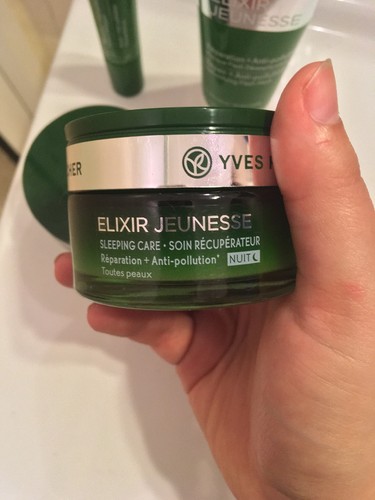 ELIXIR
JEUNESSE
HER
YVES R
ELIXIR JEUNESSE
SLEEPING CARE • SOIN RÉCUPÉRATEUR
Réparation + Anti-pollution*
NUIT
Toutes peaux